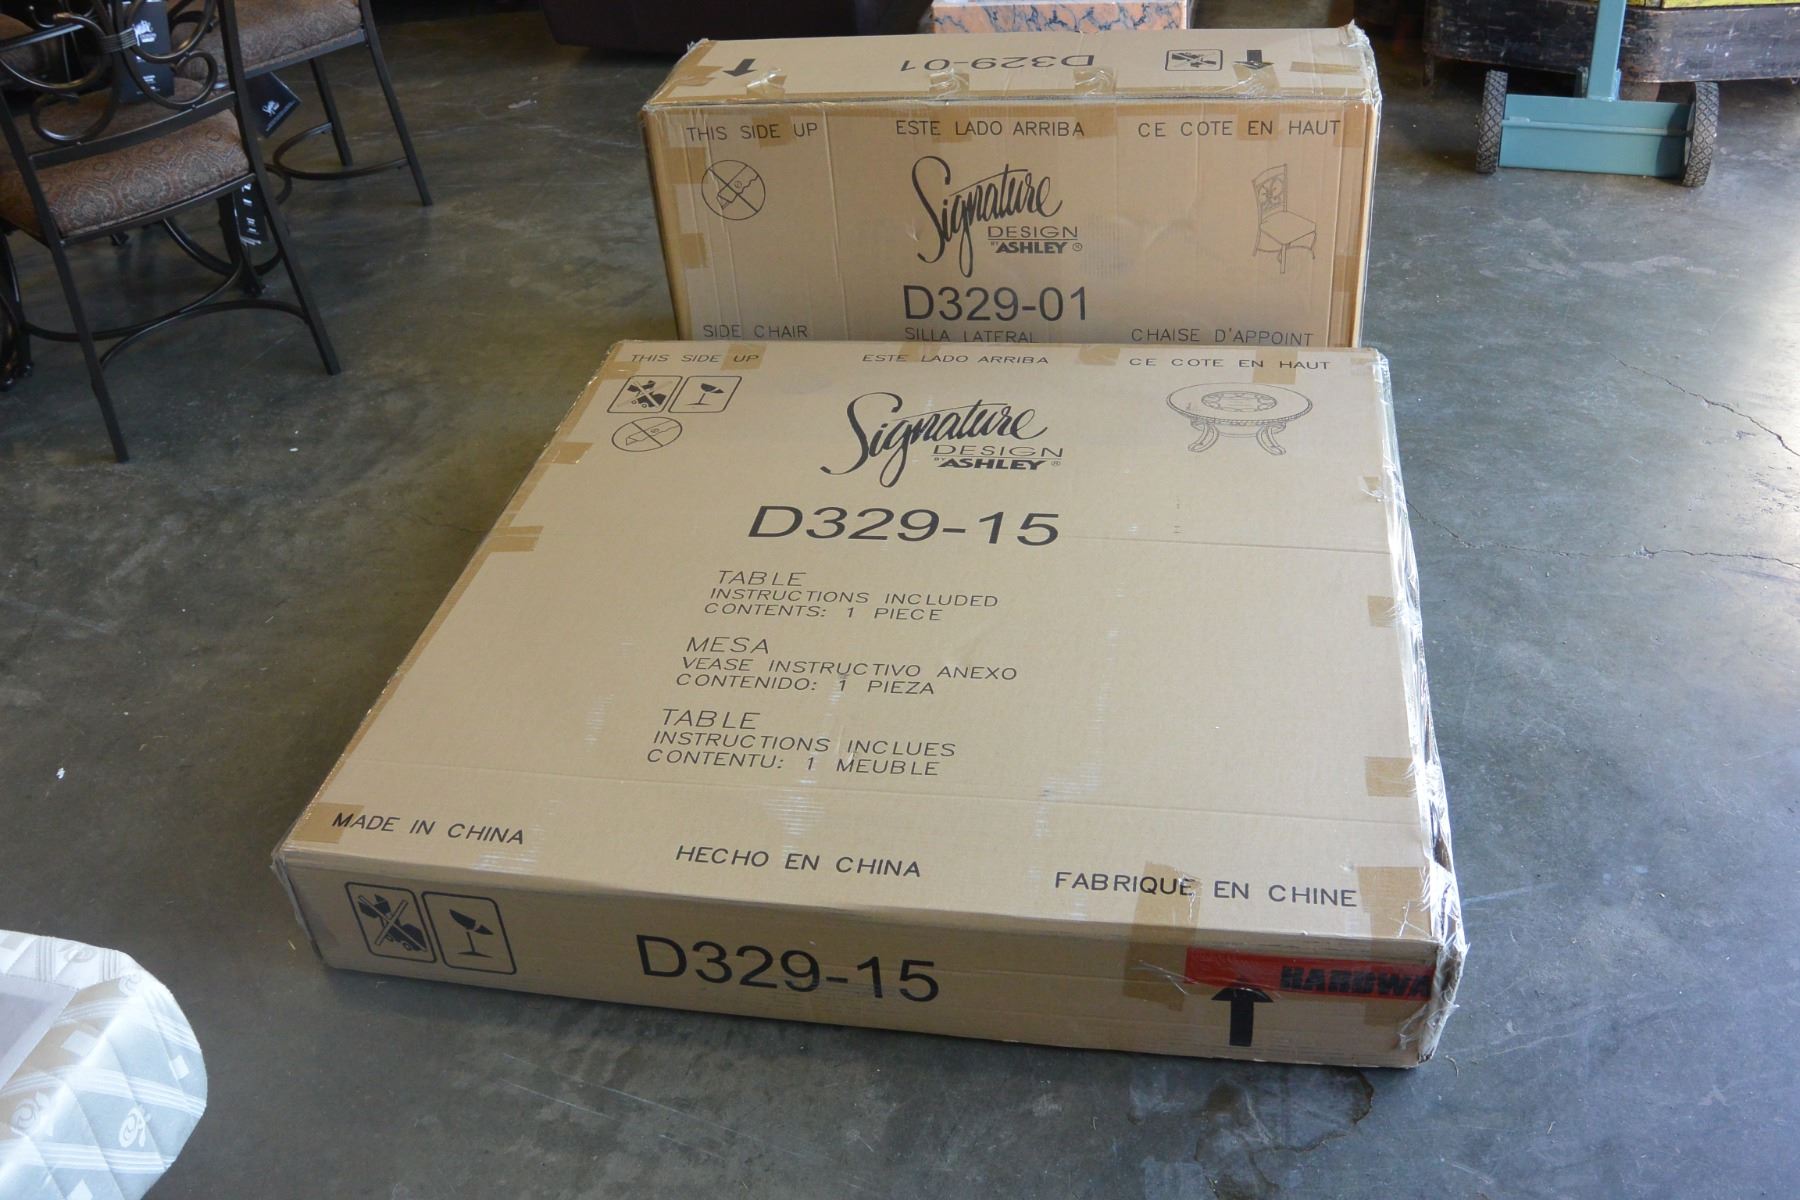 D329-01
THIS SIDE UP ESTE LADO ARRIBA CE COTE EN HAUT
Signature
DESIGN
BY ASHLEY ®
D329-01
SIDE CHAIR SILLA LATERAL CHAISE D'APPOINT
THIS SIDE UP ESTE LADO ARRIBA CE COTE EN HAUT
Signature
DESIGN
BY ASHLEY ®
D329-15
TABLE
INSTRUCTIONS INCLUDED
CONTENTS: 1 PIECE
MESA
VEASE INSTRUCTIVO ANEXO
CONTENIDO: 1 PIEZA
TABLE
INSTRUCTIONS INCLUES
CONTENTU: 1 MEUBLE
MADE IN CHINA HECHO EN CHINA FABRIQUE EN CHINE
D329-15
HARDWA